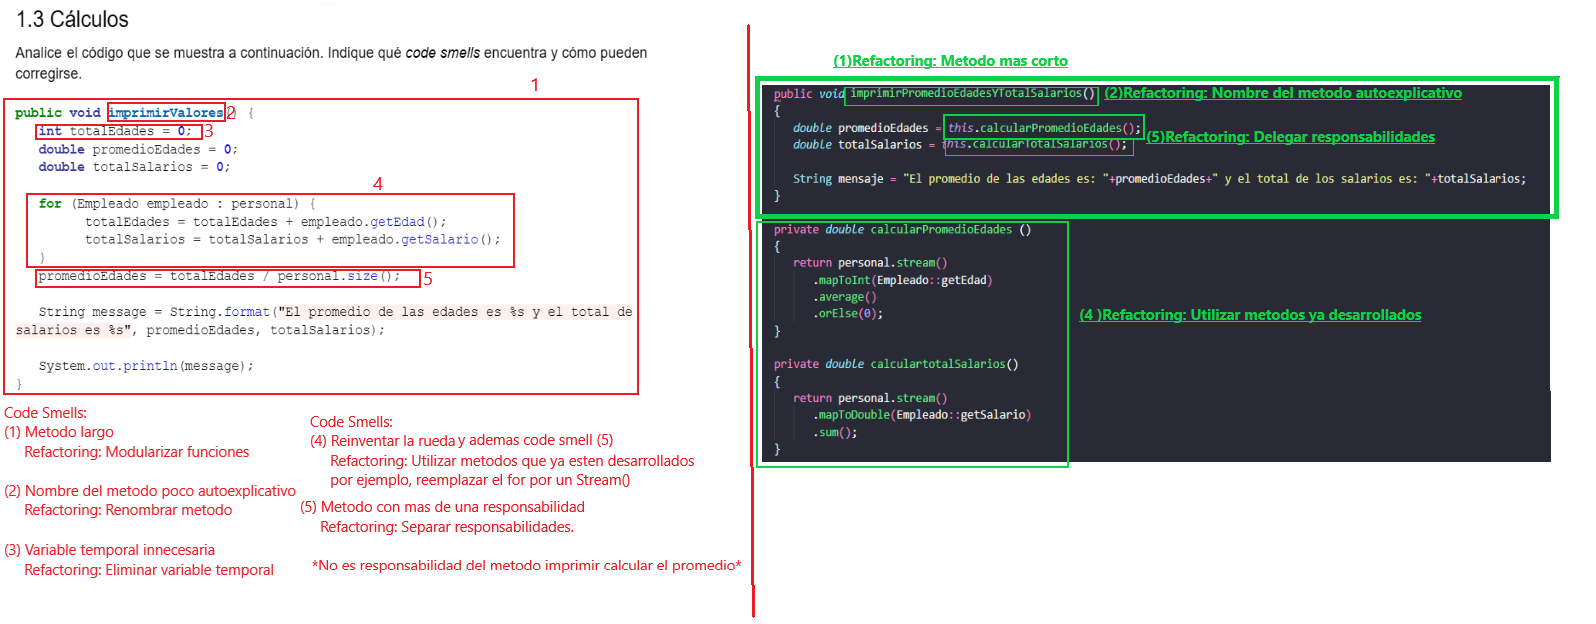 1.3 Cálculos
Analice el código que se muestra a continuación. Indique qué code smells encuentra y cómo pueden
corregirse.
1
public void imprimirValores() {
2
int totalEdades = 0;
3
double promedioEdades = 0;
double totalSalarios = 0;
4
for (Empleado empleado : personal) {
totalEdades = totalEdades + empleado.getEdad();
totalSalarios = totalSalarios + empleado.getSalario();
}
promedioEdades = totalEdades / personal.size();
5
String message = String.format("El promedio de las edades es %s y el total de
salarios es %s", promedioEdades, totalSalarios);
System.out.println(message);
}
Code Smells:
(1) Metodo largo
Refactoring: Modularizar funciones
(2) Nombre del metodo poco autoexplicativo
Refactoring: Renombrar metodo
(3) Variable temporal innecesaria
Refactoring: Eliminar variable temporal
Code Smells:
(4) Reinventar la rueda y ademas code smell (5)
Refactoring: Utilizar metodos que ya esten desarrollados
por ejemplo, reemplazar el for por un Stream()
(5) Metodo con mas de una responsabilidad
Refactoring: Separar responsabilidades.
*No es responsabilidad del metodo imprimir calcular el promedio*
(1)Refactoring: Metodo mas corto
public void imprimirPromedioEdadesYTotalSalarios()
(2)Refactoring: Nombre del metodo autoexplicativo
{
double promedioEdades = this.calcularPromedioEdades();
double totalSalarios = this.calcularTotalSalarios();
(5)Refactoring: Delegar responsabilidades
String mensaje = "El promedio de las edades es: "+promedioEdades+" y el total de los salarios es: "+totalSalarios;
}
private double calcularPromedioEdades ()
{
return personal.stream()
.mapToInt(Empleado::getEdad)
.average()
.orElse(0);
}
(4 )Refactoring: Utilizar metodos ya desarrollados
private double calculartotalSalarios()
{
return personal.stream()
.mapToDouble(Empleado::getSalario)
.sum();
}